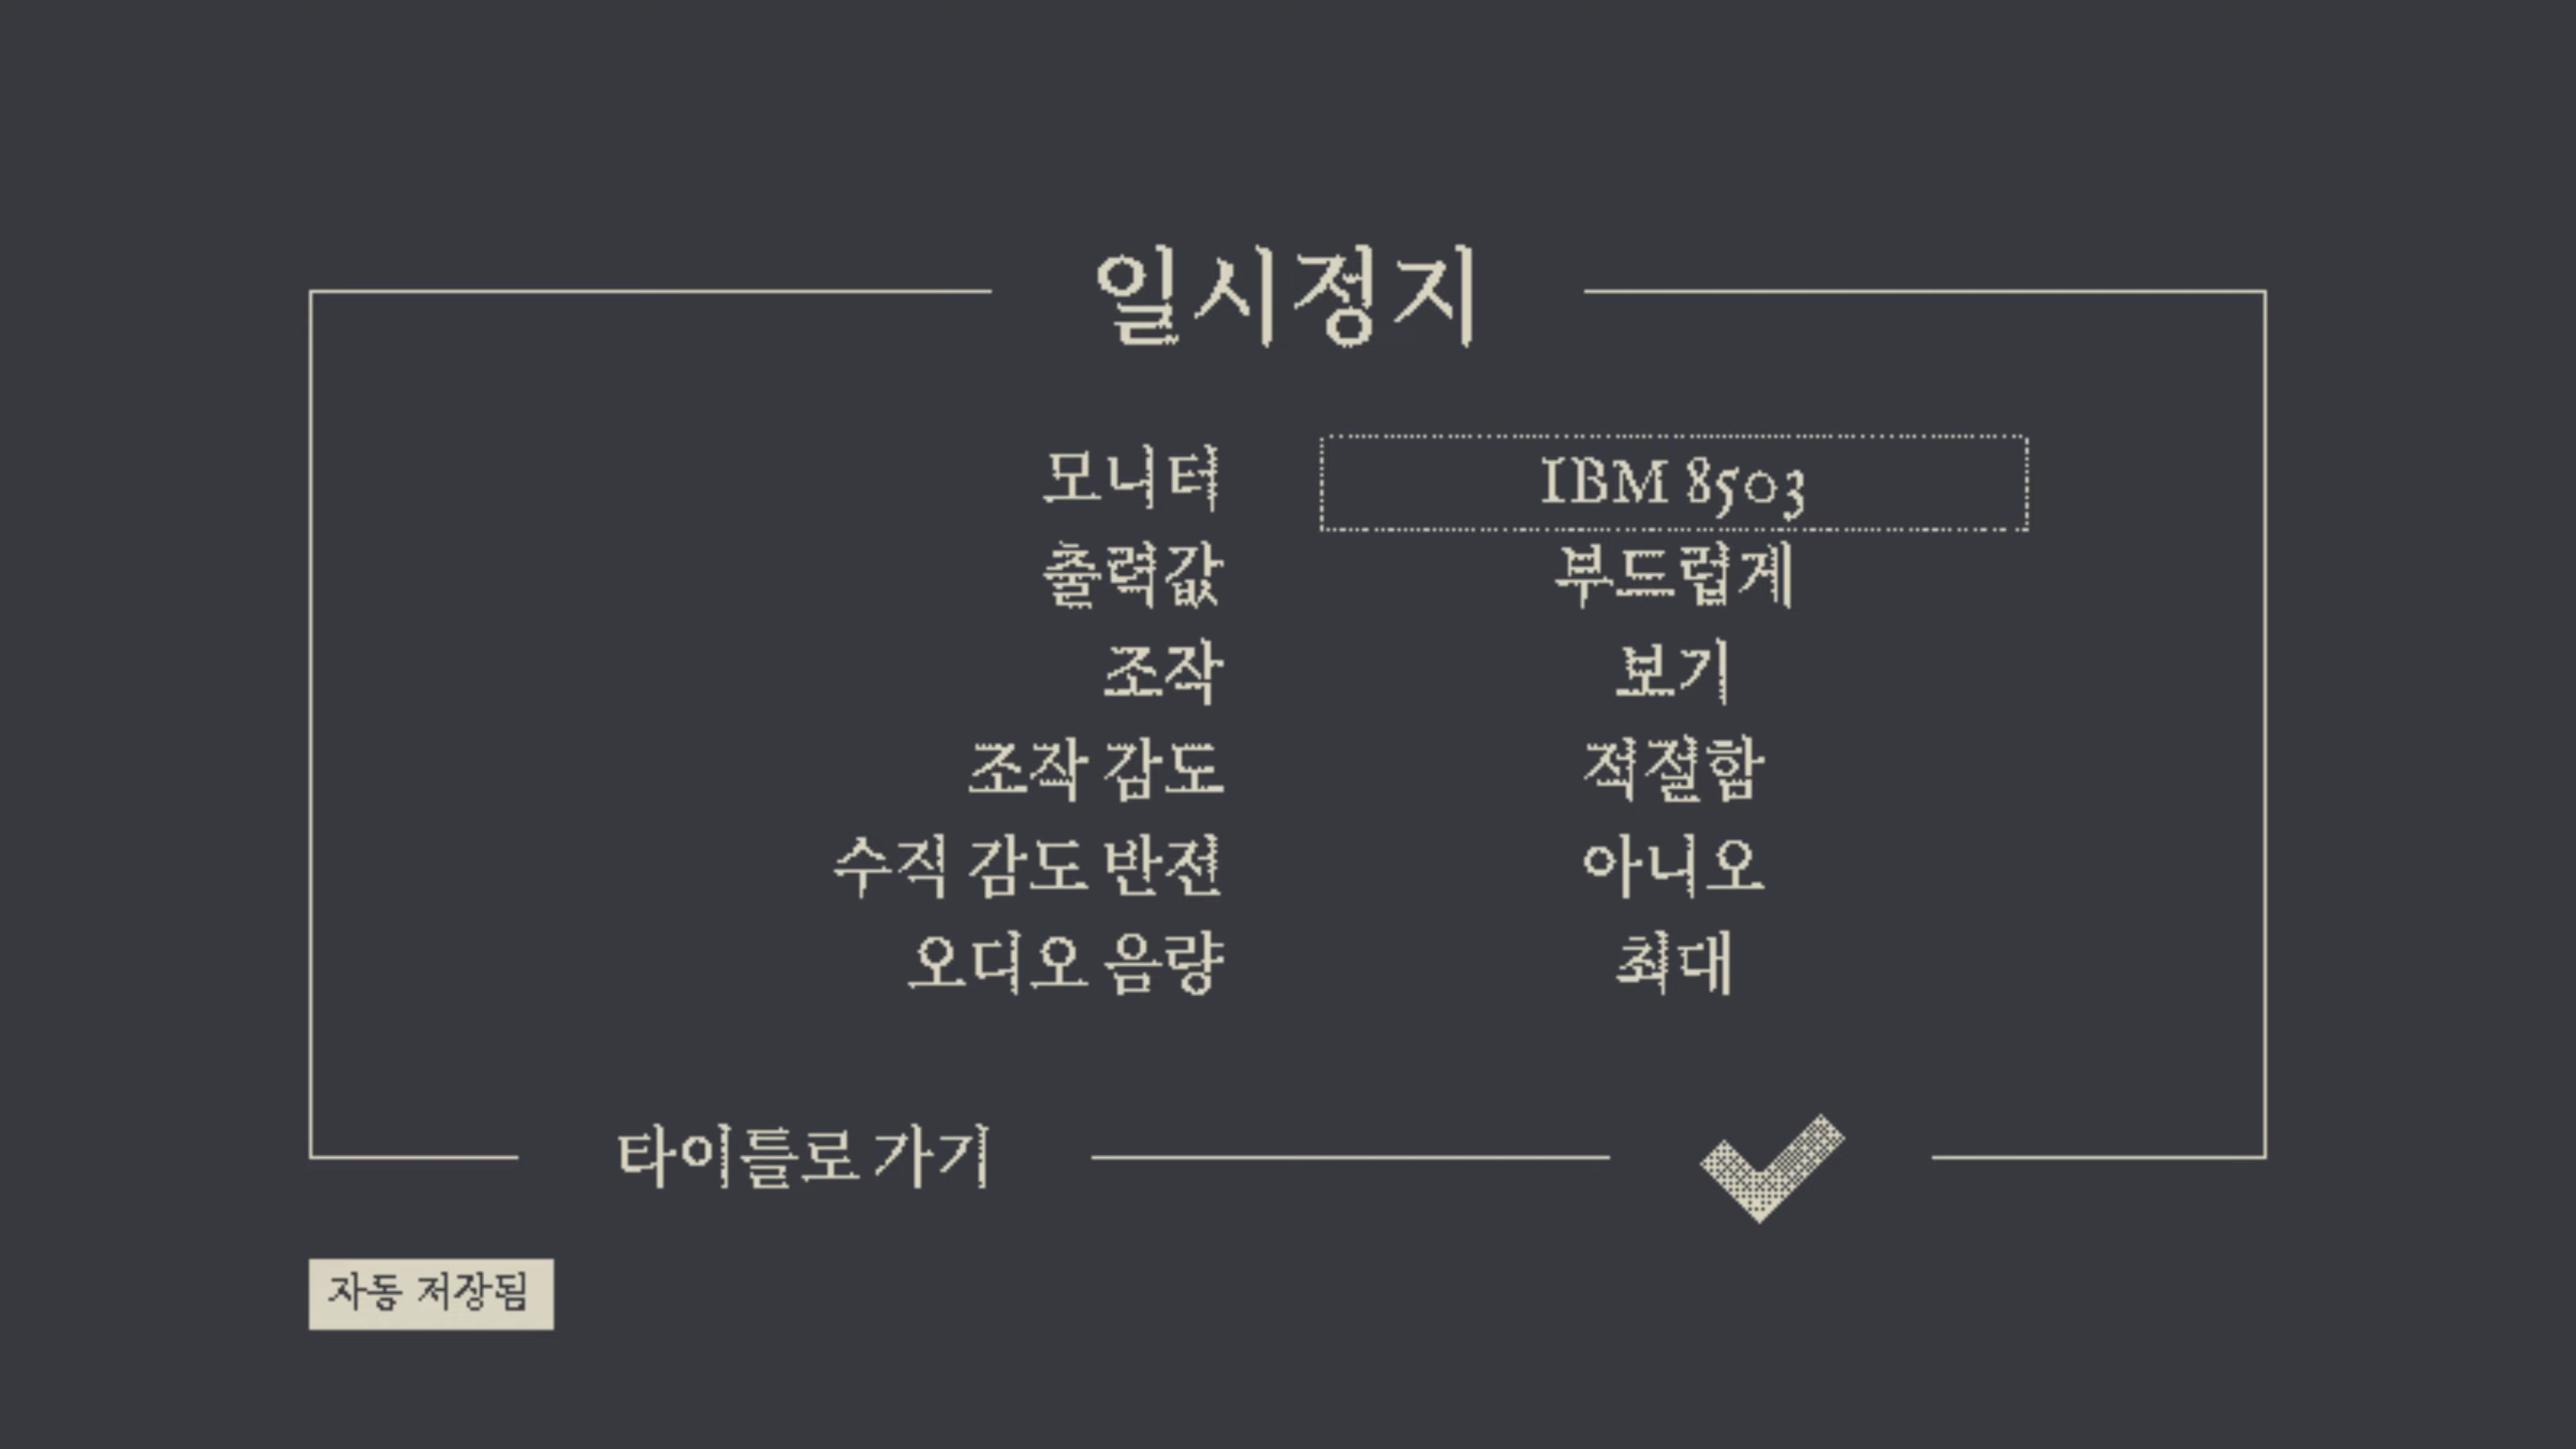 일시정지
모니터 IBM 8503
출력값 부드럽게
조작 보기
조작 감도 적절함
수직 감도 반전 아니오
오디오 음량 최대
타이틀로 가기
자동 저장됨